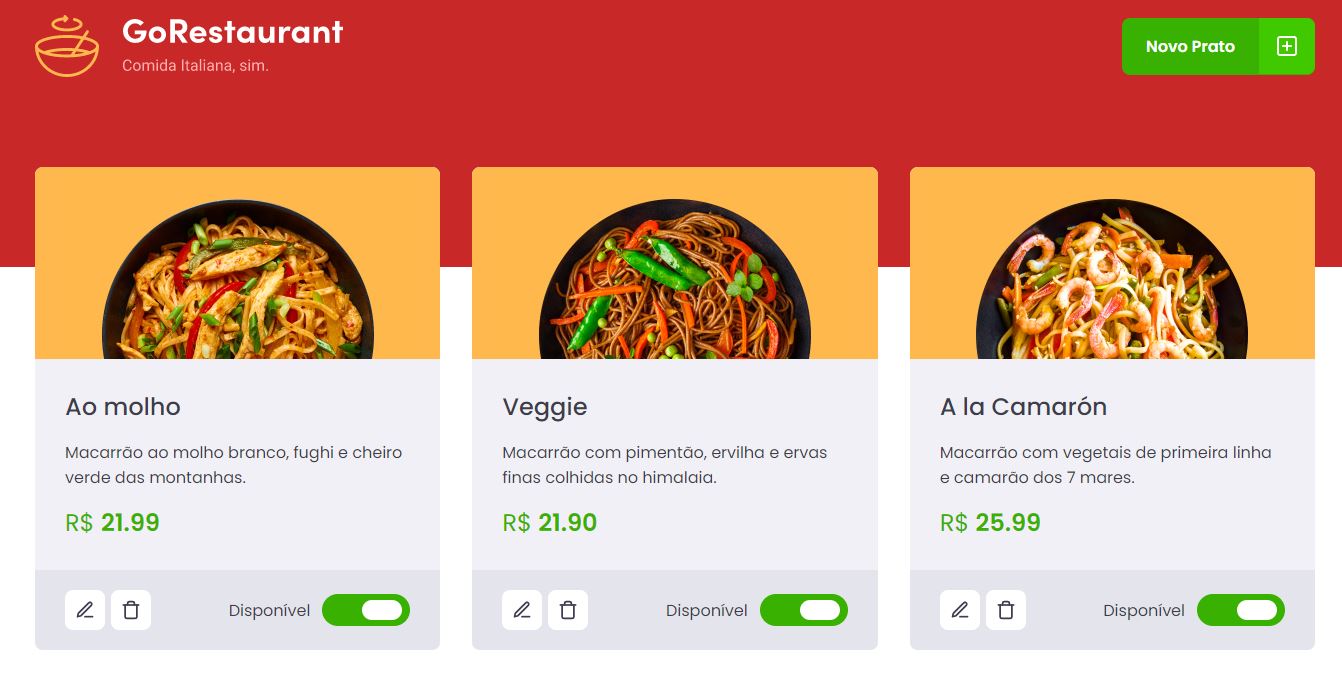 GoRestaurant
Comida Italiana, sim.
Novo Prato
Ao molho
Macarrão ao molho branco, fughi e cheiro
verde das montanhas.
R$ 21.99
Disponível
Veggie
Macarrão com pimentão, ervilha e ervas
finas colhidas no himalaia.
R$ 21.90
Disponível
A la Camarón
Macarrão com vegetais de primeira linha
e camarão dos 7 mares.
R$ 25.99
Disponível